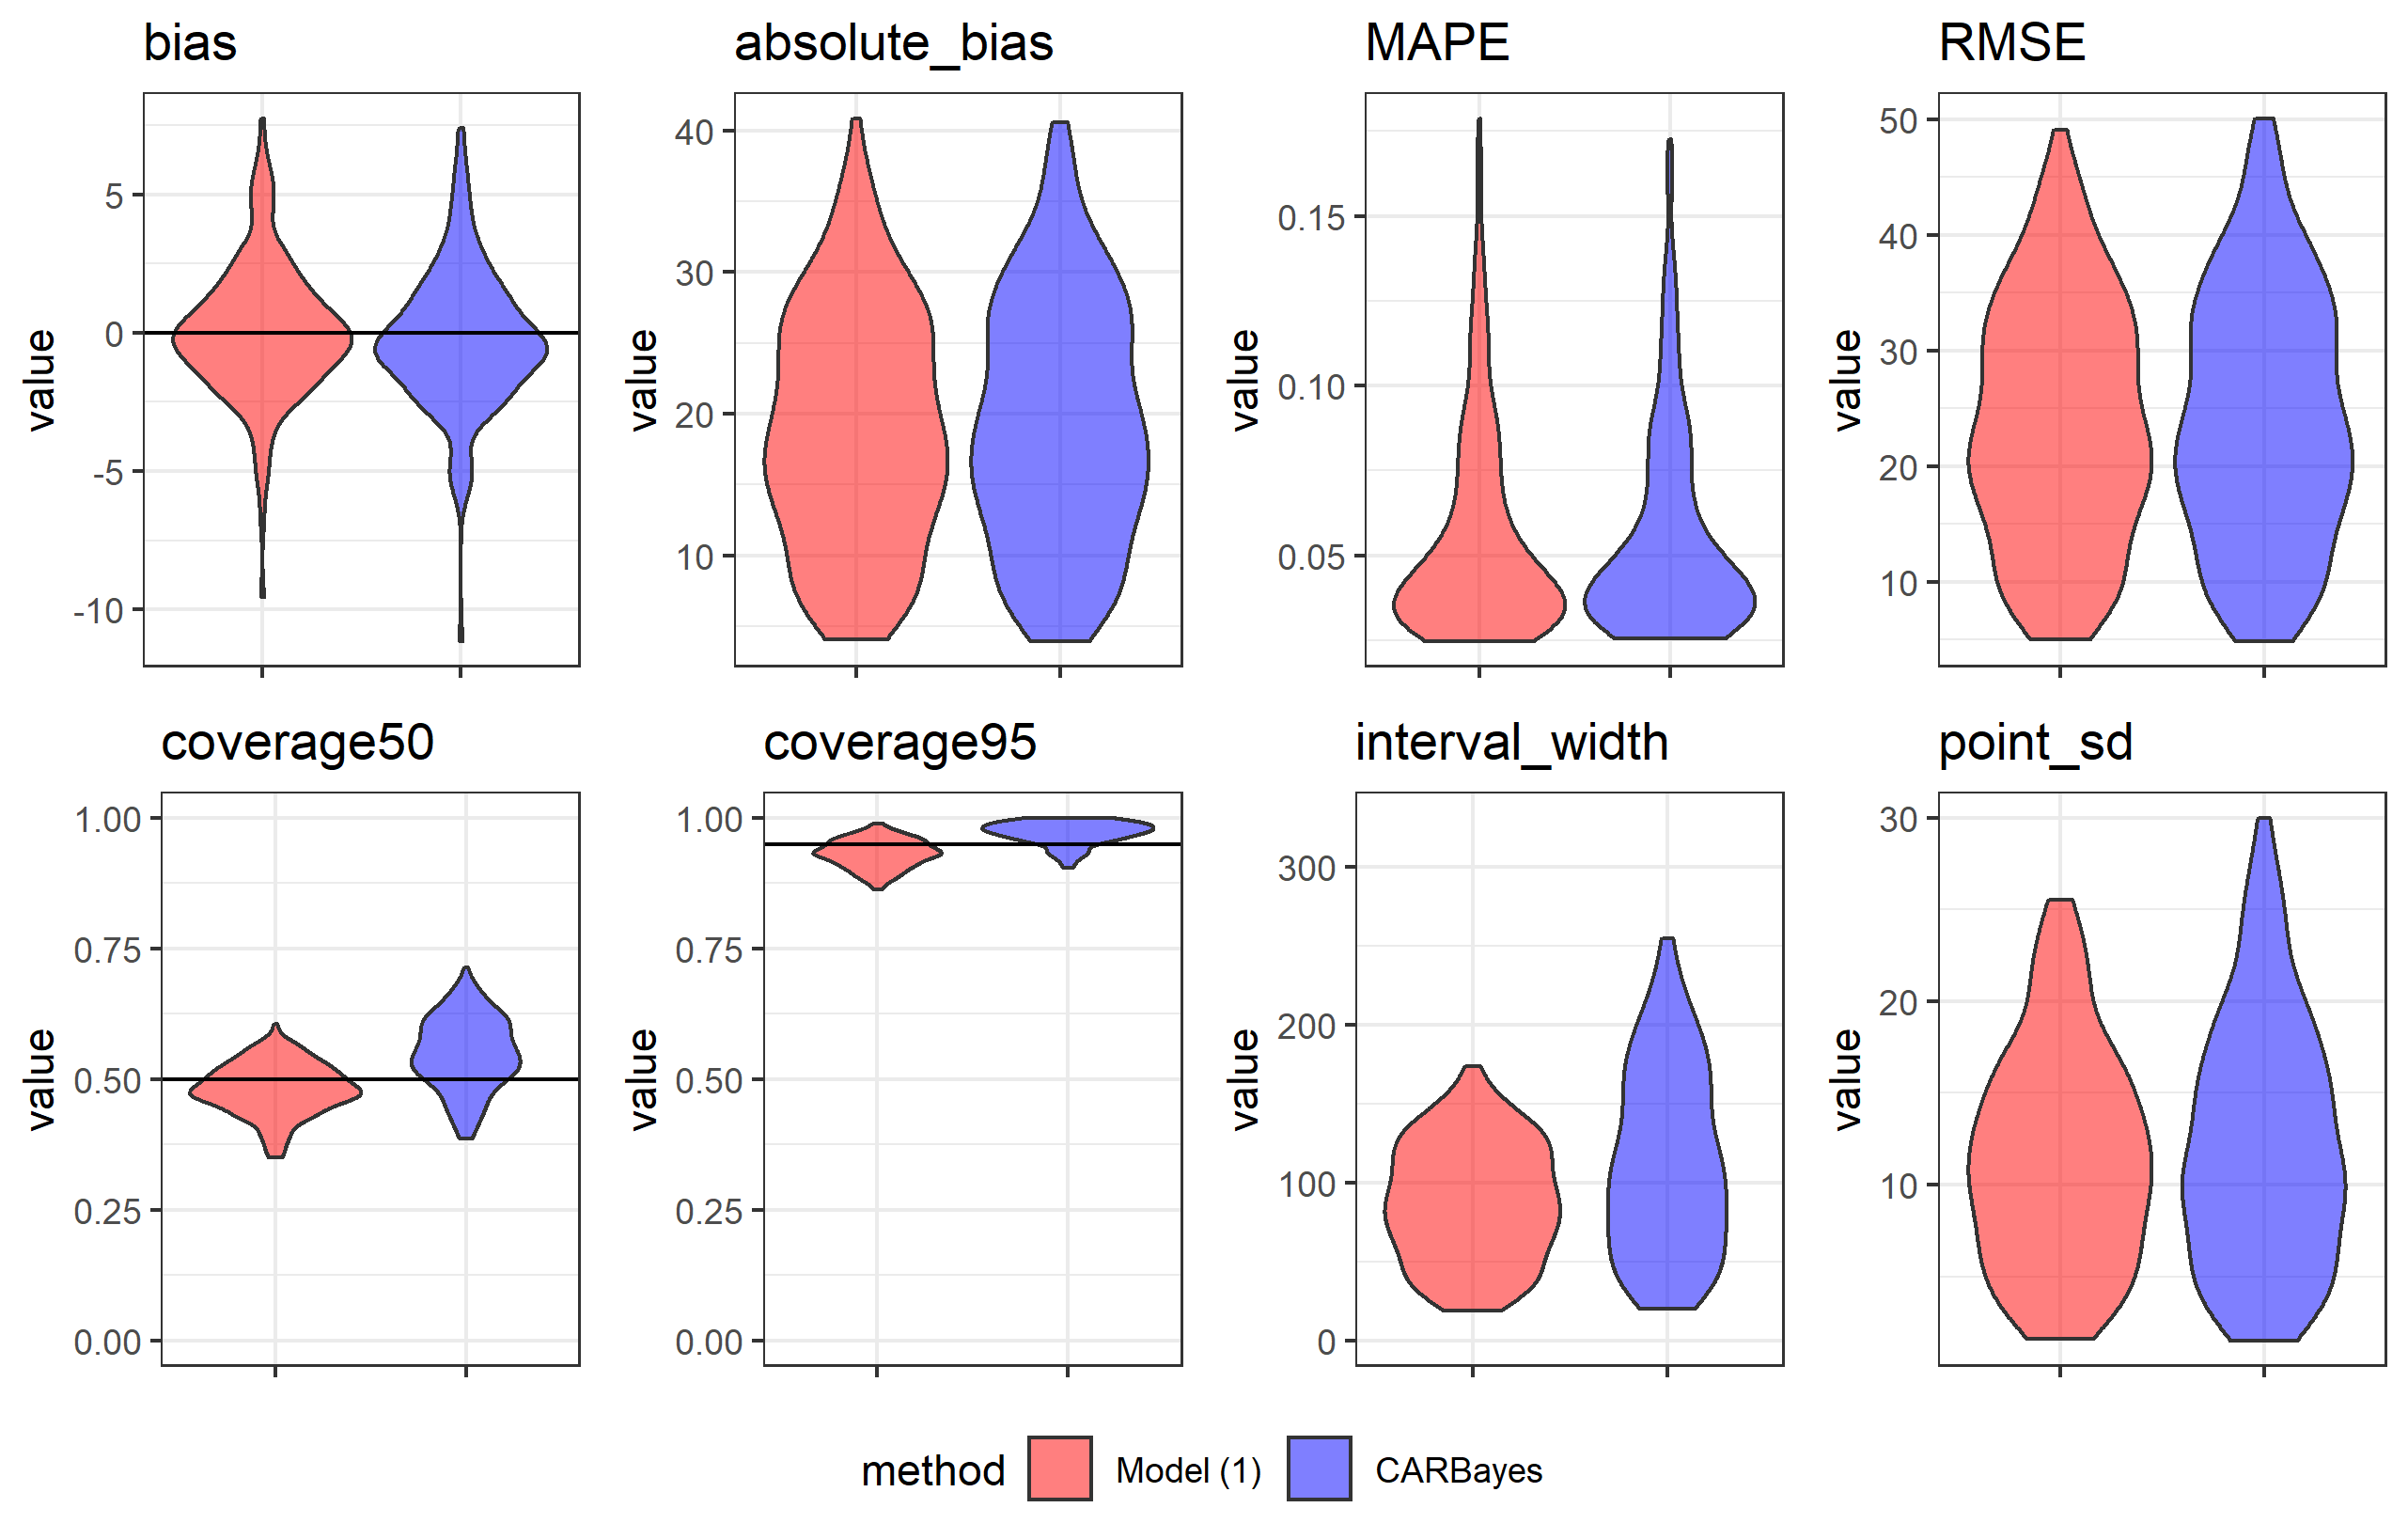 bias
absolute_bias
MAPE
RMSE
value
5
0
-5
-10
value
40
30
20
10
value
0.15
0.10
0.05
value
50
40
30
20
10
coverage50
coverage95
interval_width
point_sd
value
1.00
0.75
0.50
0.25
0.00
value
1.00
0.75
0.50
0.25
0.00
value
300
200
100
0
value
30
20
10
method Model (1) CARBayes